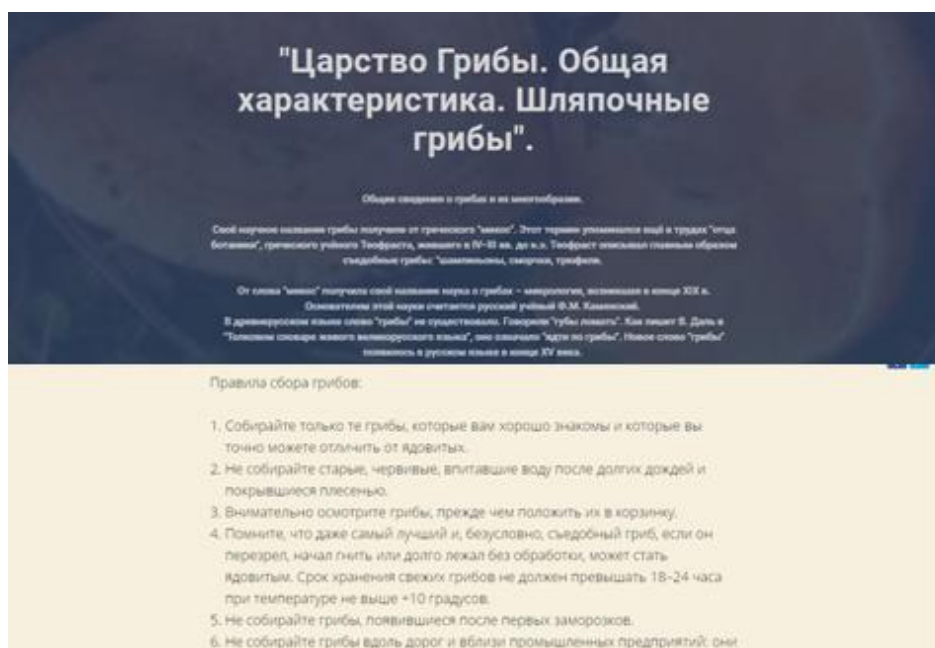 "Царство Грибы. Общая
характеристика. Шляпочные
грибы".
Общие сведения о грибах и их многообразии.
Своё научное название грибы получили от греческого "микос". Этот термин упоминался ещё в трудах "отца
ботаники", греческого учёного Теофраста, жившего в IV–III вв. до н.э. Теофраст описывал главным образом
съедобные грибы: "шампиньоны, сморчки, трюфели.
От слова "микос" получила своё название наука о грибах – микология, возникшая в конце XIX в.
Основателем этой науки считается русский учёный Ф.М. Каменский.
В древнерусском языке слово "грибы" не существовало. Говорили "губы ломать". Как пишет В. Даль в
"Толковом словаре живого великорусского языка", оно означало "идти по грибы". Новое слово "грибы"
появилось в русском языке в конце XV века.
Правила сбора грибов:
1. Собирайте только те грибы, которые вам хорошо знакомы и которые вы
точно можете отличить от ядовитых.
2. Не собирайте старые, червивые, впитавшие воду после долгих дождей и
покрывшиеся плесенью.
3. Внимательно осмотрите грибы, прежде чем положить их в корзинку.
4. Помните, что даже самый лучший и, безусловно, съедобный гриб, если он
перезрел, начал гнить или долго лежал без обработки, может стать
ядовитым. Срок хранения свежих грибов не должен превышать 18–24 часа
при температуре не выше +10 градусов.
5. Не собирайте грибы, появившиеся после первых заморозков.
6. Не собирайте грибы вдоль дорог и вблизи промышленных предприятий: они